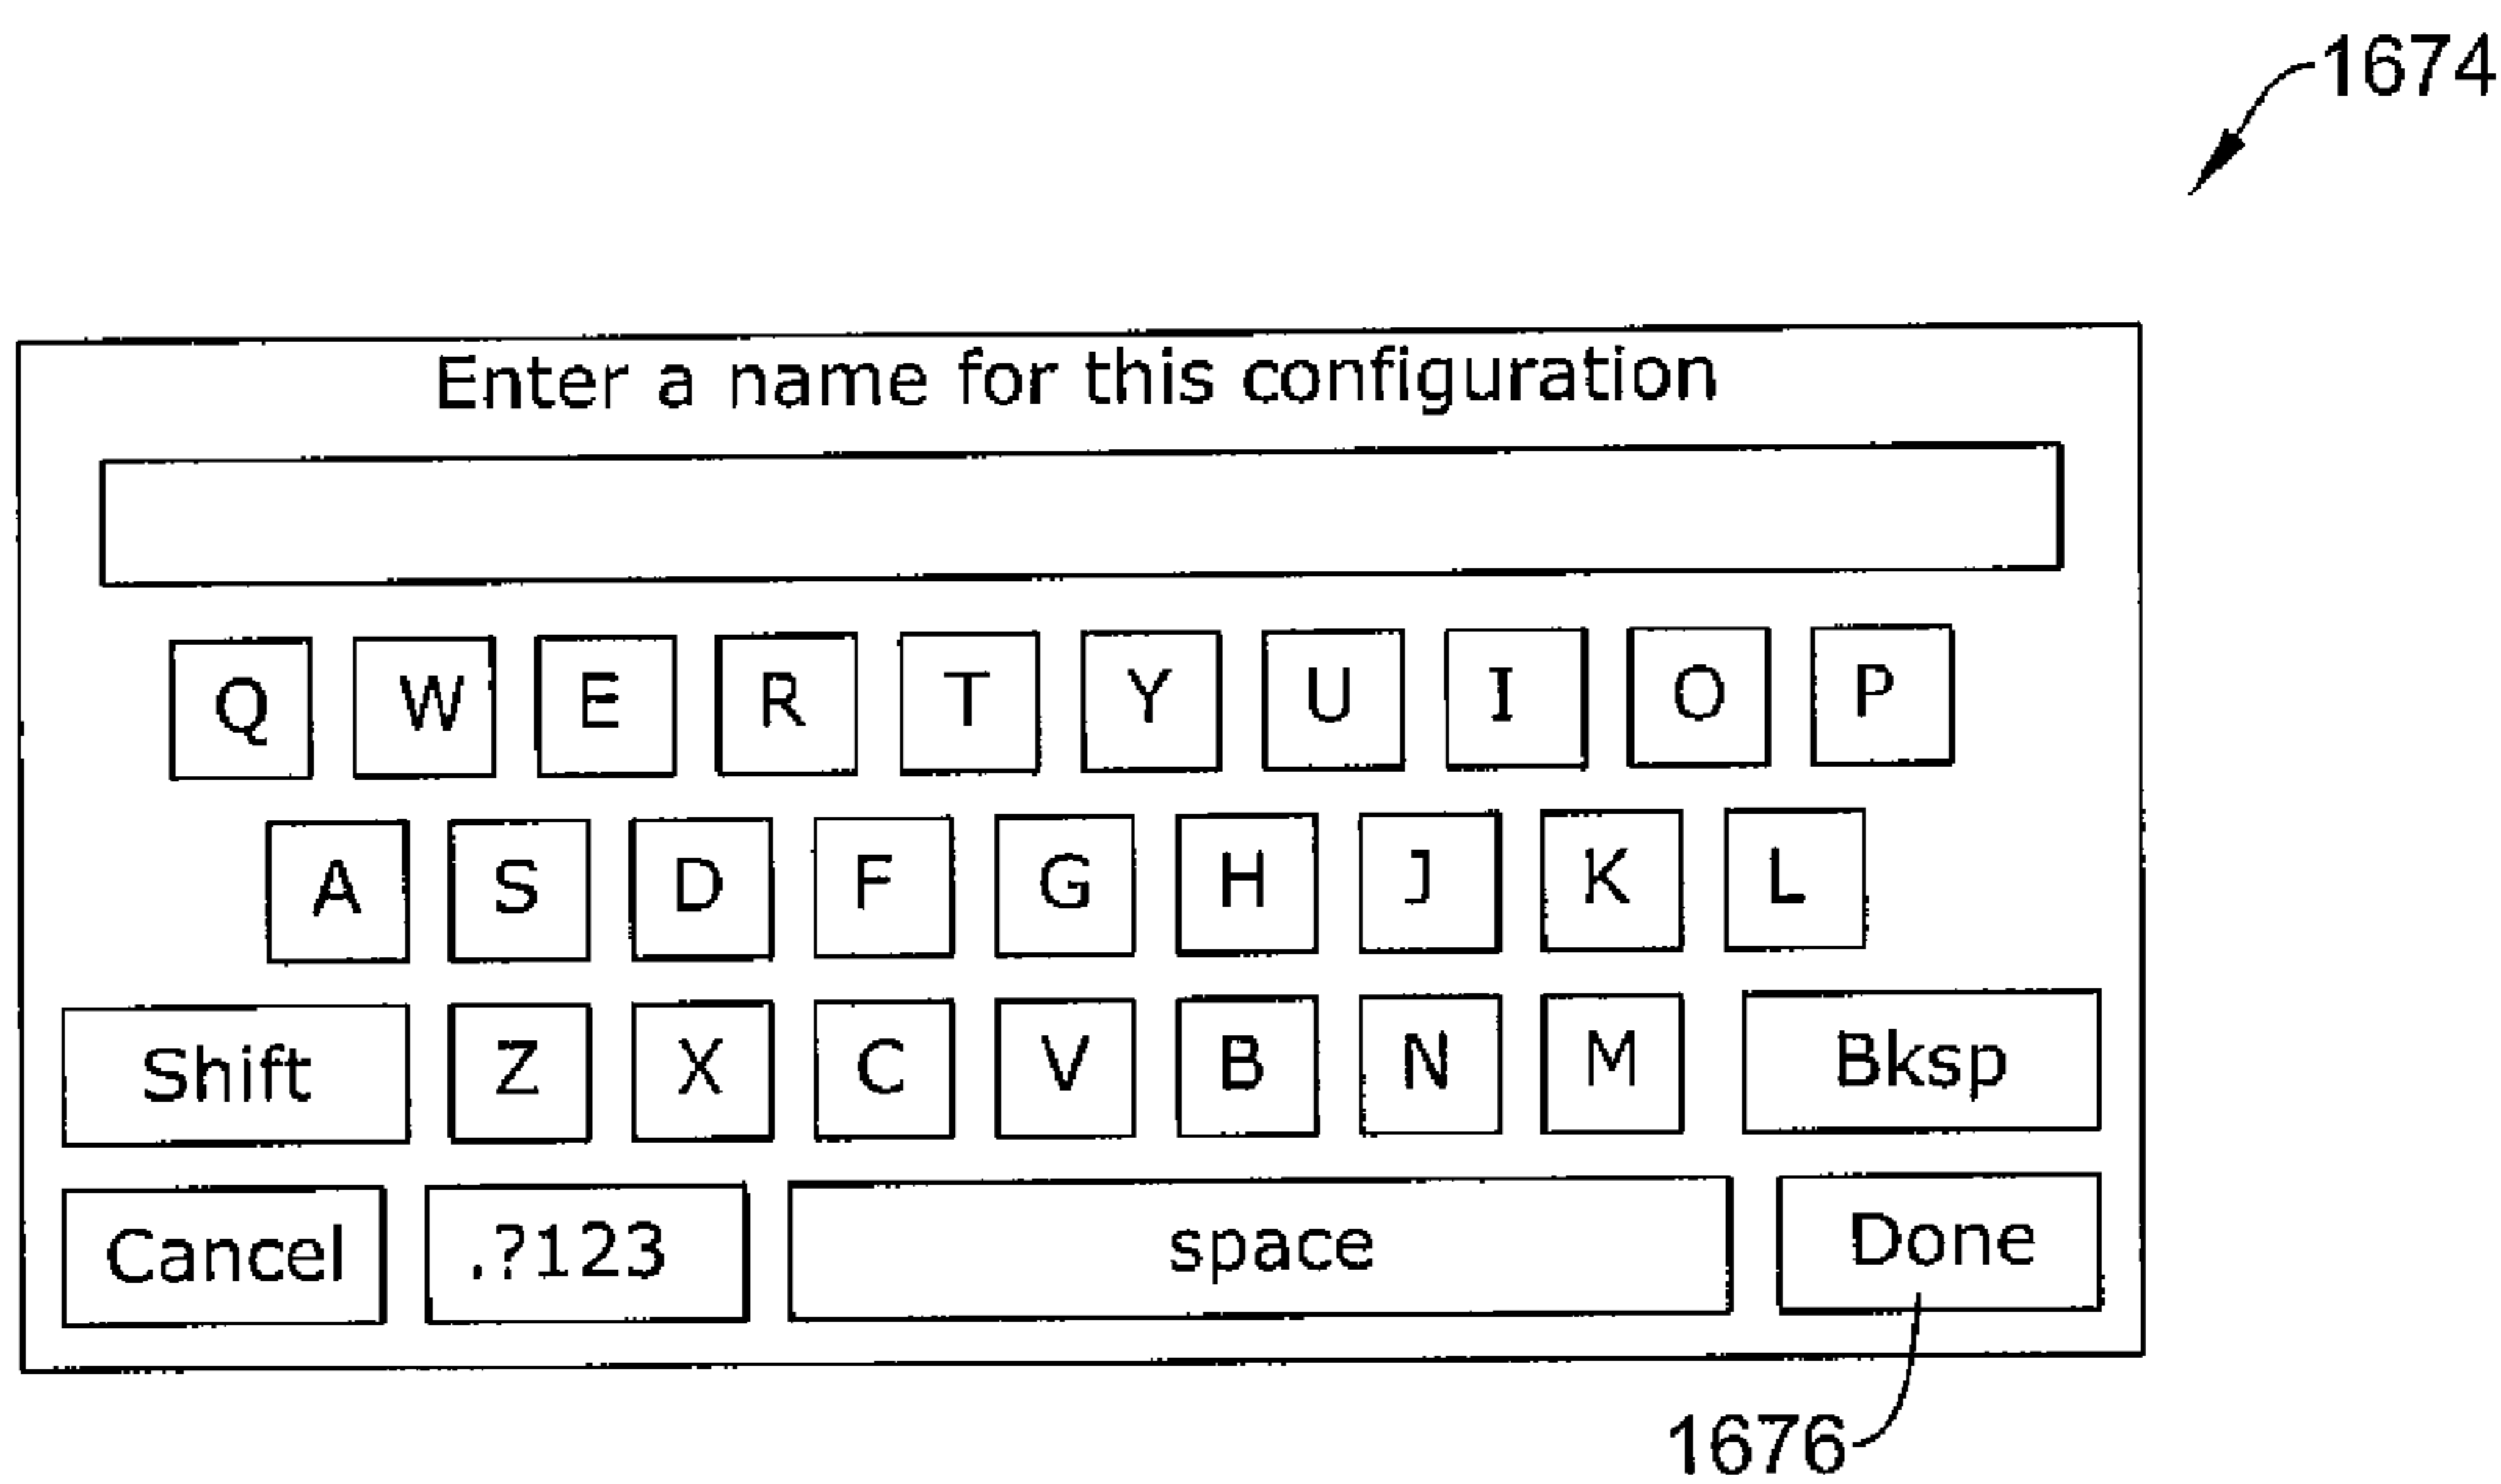 1674
Enter a name for this configuration
Q W E R T Y U I O P
A S D F G H J K L
Shift Z X C V B N M Bksp
Cancel .?123 space Done
1676